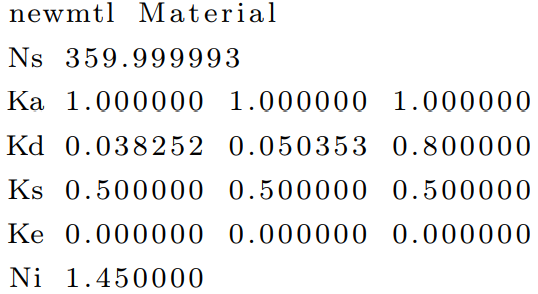 newmtl Material
Ns 359.999993
Ka 1.000000 1.000000 1.000000
Kd 0.038252 0.050353 0.800000
Ks 0.500000 0.500000 0.500000
Ke 0.000000 0.000000 0.000000
Ni 1.450000